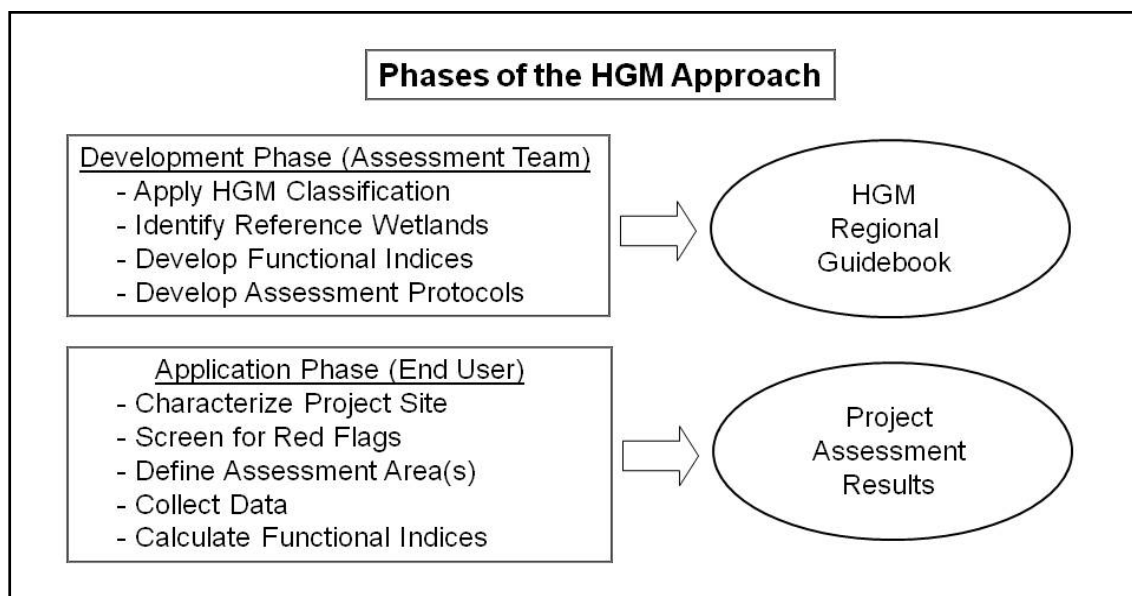 Phases of the HGM Approach
Development Phase (Assessment Team)
- Apply HGM Classification
- Identify Reference Wetlands
- Develop Functional Indices
- Develop Assessment Protocols
HGM
Regional
Guidebook
Application Phase (End User)
- Characterize Project Site
- Screen for Red Flags
- Define Assessment Area(s)
- Collect Data
- Calculate Functional Indices
Project
Assessment
Results